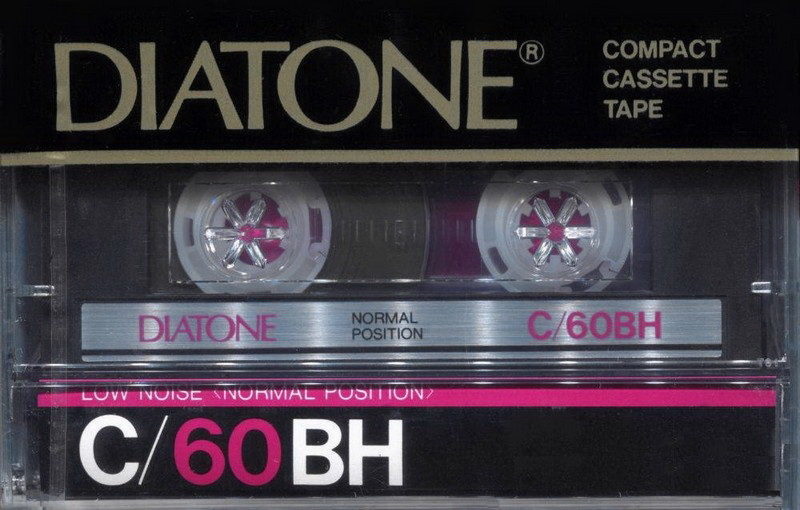 DIATONE®
COMPACT
CASSETTE
TAPE
DIATONE
NORMAL
POSITION
C/60BH
LOW NOISE <NORMAL POSITION>
C/60BH